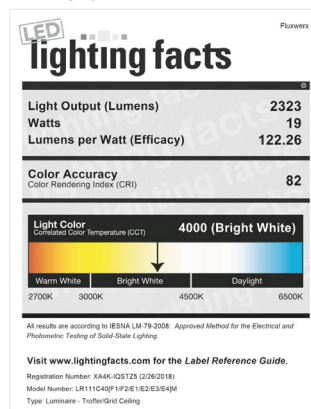 Fluxwerx
LED
lighting facts
Light Output (Lumens) 2323
Watts 19
Lumens per Watt (Efficacy) 122.26
Color Accuracy 82
Color Rendering Index (CRI)
Light Color 4000 (Bright White)
Correlated Color Temperature (CCT)
Warm White Bright White Daylight
2700K 3000K 4500K 6500K
All results are according to IESNA LM-79-2008: Approved Method for the Electrical and
Photometric Testing of Solid-State Lighting.
Visit www.lightingfacts.com for the Label Reference Guide.
Registration Number: XA4K-IQSTZ5 (2/26/2018)
Model Number: LR111C40[F1/F2/E1/E2/E3/E4]M
Type: Luminaire - Troffer/Grid Ceiling